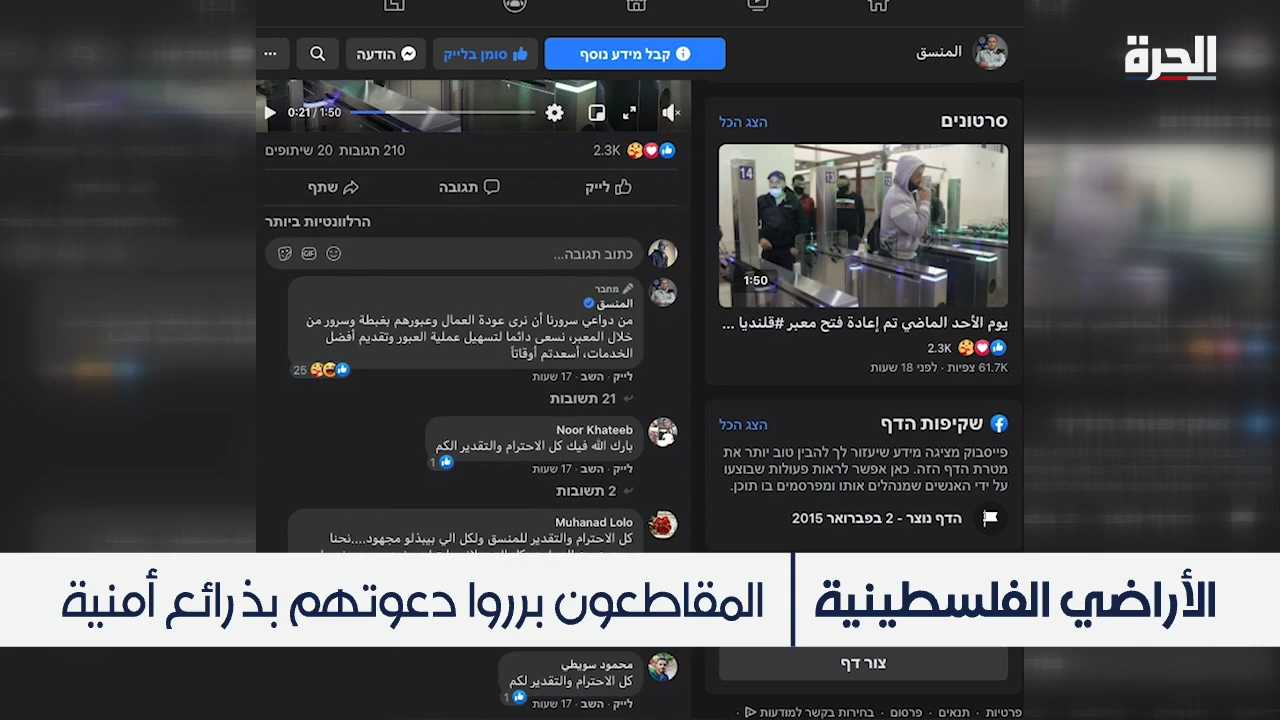 الحرة
المنسق
קבל מידע נוסף
סומן בלייק
הודעה
0:21 / 1:50
2.3K
210 תגובות 20 שיתופים
לייק
תגובה
שתף
הרלוונטיות ביותר
כתוב תגובה...
GIF
מחבר
المنسق
من دواعي سرورنا أن نرى عودة العمال وعبورهم بغبطة وسرور من
خلال المعبر، نسعى دائما لتسهيل عملية العبور وتقديم أفضل
الخدمات، أسعدتم أوقاتاً
25
לייק · השב · 17 שעות
21 תשובות
Noor Khateeb
بارك الله فيك كل الاحترام والتقدير الكم
1
לייק · השב · 17 שעות
2 תשובות
Muhanad Lolo
كل الاحترام والتقدير للمنسق ولكل الي بيبذلو مجهود....نحنا
محمود سويطي
كل الاحترام والتقدير لكم
1
לייק · השב · 17 שעות
סרטונים
הצג הכל
14
13
12
1:50
يوم الأحد الماضي تم إعادة فتح معبر #قلنديا ...
2.3K
61.7K צפיות · לפני 18 שעות
שקיפות הדף
הצג הכל
פייסבוק מציגה מידע שיעזור לך להבין טוב יותר את
מטרת הדף הזה. כאן אפשר לראות פעולות שבוצעו
על ידי האנשים שמנהלים אותו ומפרסמים בו תוכן.
הדף נוצר - 2 בפברואר 2015
צור דף
פרטיות · תנאים · פרסום · בחירות בקשר למודעות ·
الأراضي الفلسطينية
المقاطعون برروا دعوتهم بذرائع أمنية